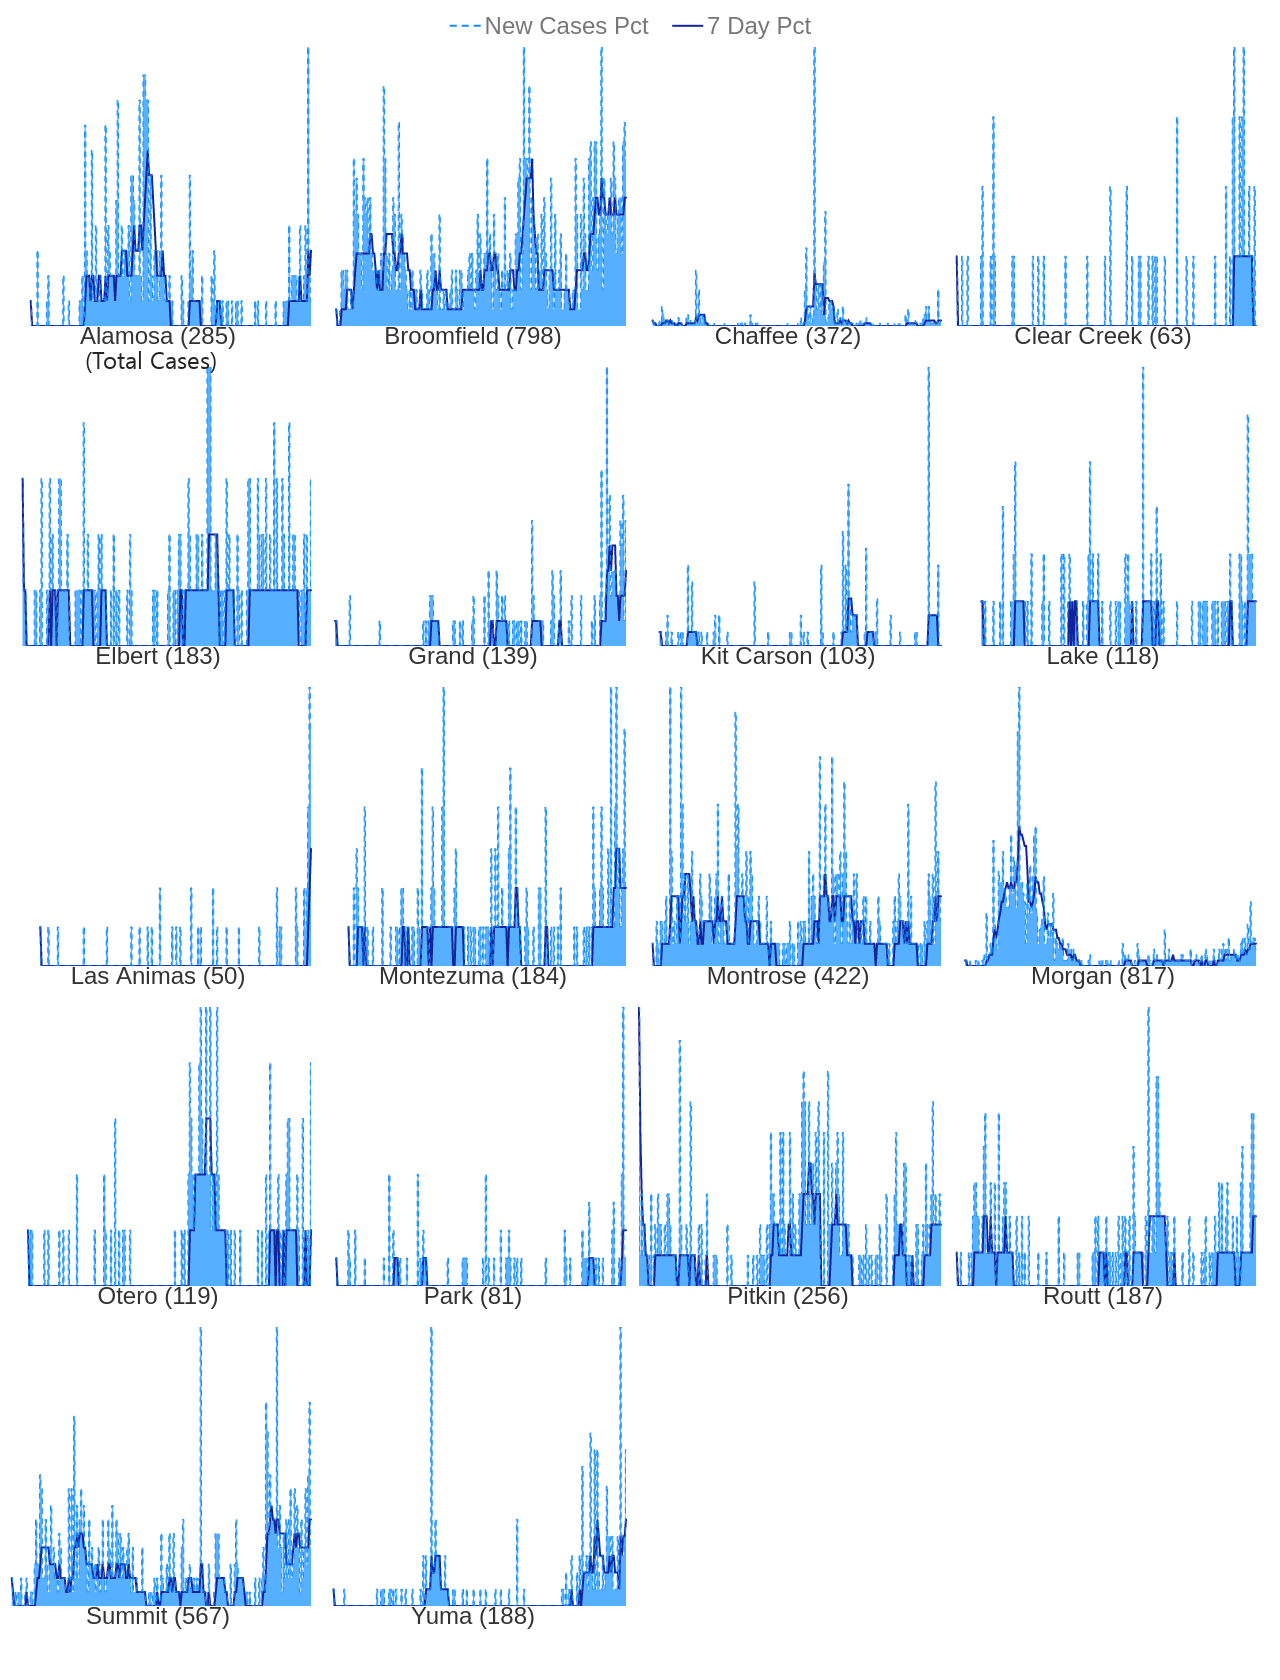 New Cases Pct 7 Day Pct
Alamosa (285) Broomfield (798) Chaffee (372) Clear Creek (63)
(Total Cases)
Elbert (183) Grand (139) Kit Carson (103) Lake (118)
Las Animas (50) Montezuma (184) Montrose (422) Morgan (817)
Otero (119) Park (81) Pitkin (256) Routt (187)
Summit (567) Yuma (188)